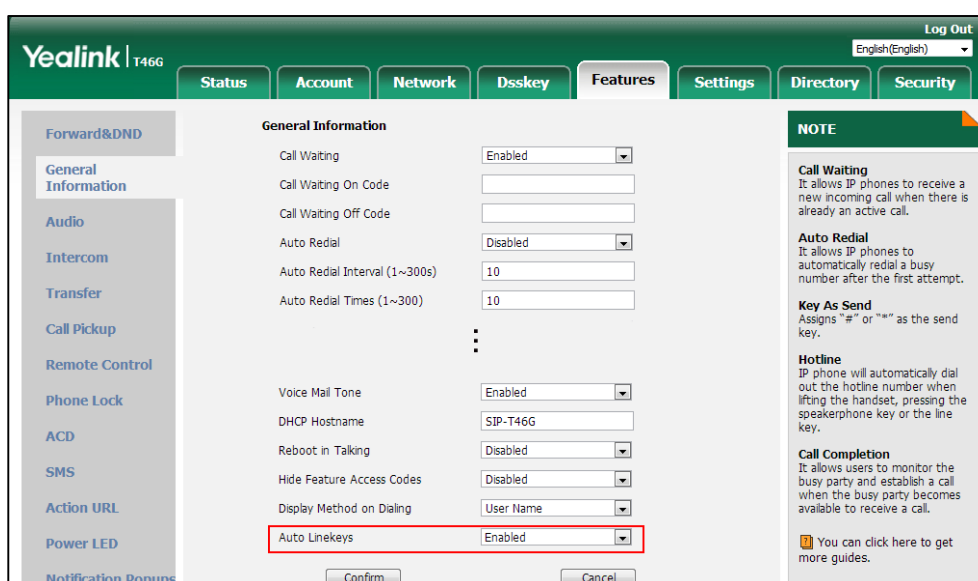 Log Out
English(English)
Yealink T46G
Status Account Network Dsskey Features Settings Directory Security
Forward&DND
General
Information
Audio
Intercom
Transfer
Call Pickup
Remote Control
Phone Lock
ACD
SMS
Action URL
Power LED
Notification Popups
General Information
Call Waiting Enabled
Call Waiting On Code
Call Waiting Off Code
Auto Redial Disabled
Auto Redial Interval (1~300s) 10
Auto Redial Times (1~300) 10
Voice Mail Tone Enabled
DHCP Hostname SIP-T46G
Reboot in Talking Disabled
Hide Feature Access Codes Disabled
Display Method on Dialing User Name
Auto Linekeys Enabled
Confirm Cancel
NOTE
Call Waiting
It allows IP phones to receive a
new incoming call when there is
already an active call.
Auto Redial
It allows IP phones to
automatically redial a busy
number after the first attempt.
Key As Send
Assigns "#" or "*" as the send
key.
Hotline
IP phone will automatically dial
out the hotline number when
lifting the handset, pressing the
speakerphone key or the line
key.
Call Completion
It allows users to monitor the
busy party and establish a call
when the busy party becomes
available to receive a call.
You can click here to get
more guides.